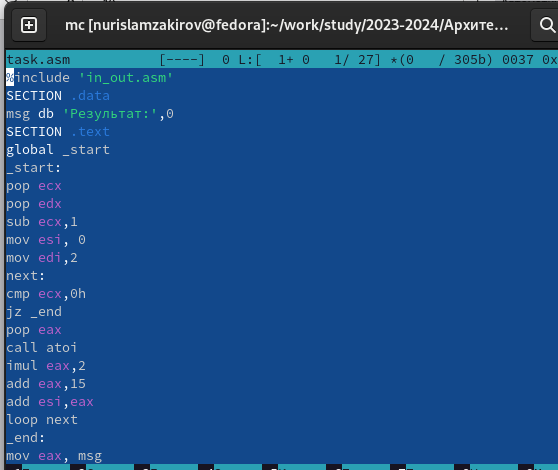 mc [nurislamzakirov@fedora]:~/work/study/2023-2024/Архите...
task.asm [----] 0 L:[ 1+ 0 1/ 27] *(0 / 305b) 0037 0x
%include 'in_out.asm'
SECTION .data
msg db 'Результат:',0
SECTION .text
global _start
_start:
pop ecx
pop edx
sub ecx,1
mov esi, 0
mov edi,2
next:
cmp ecx,0h
jz _end
pop eax
call atoi
imul eax,2
add eax,15
add esi,eax
loop next
_end:
mov eax, msg